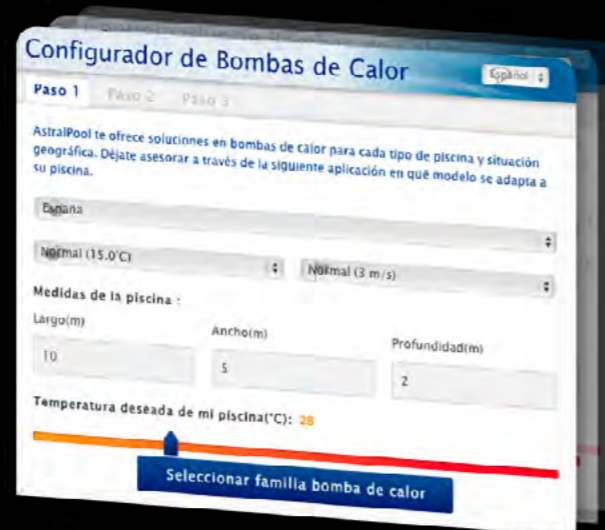 Configurador de Bombas de Calor
Español
Paso 1 Paso 2 Paso 3
AstralPool te ofrece soluciones en bombas de calor para cada tipo de piscina y situación
geográfica. Déjate asesorar a través de la siguiente aplicación en qué modelo se adapta a
su piscina.
España
Normal (15.0°C) Normal (3 m/s)
Medidas de la piscina :
Largo(m) Ancho(m) Profundidad(m)
10 5 2
Temperatura deseada de mi piscina(°C): 28
Seleccionar familia bomba de calor